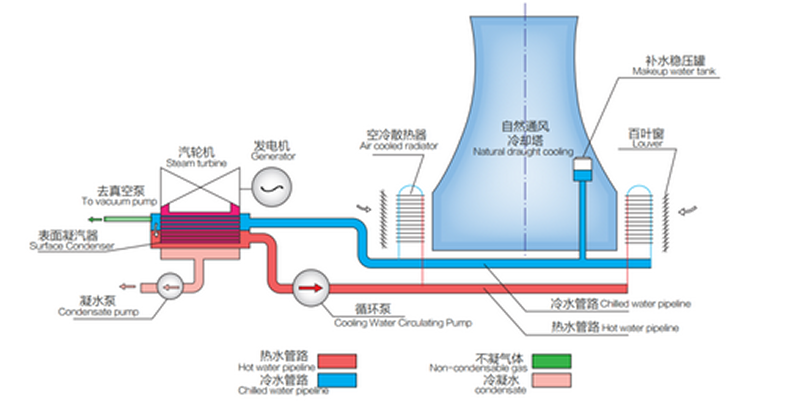 补水稳压罐
Makeup water tank
自然通风
冷却塔
Natural draught cooling
空冷散热器
Air cooled radiator
百叶窗
Louver
汽轮机
Steam turbine
发电机
Generator
去真空泵
To vacuum pump
表面凝汽器
Surface Condenser
凝水泵
Condensate pump
循环泵
Cooling Water Circulating Pump
冷水管路 Chilled water pipeline
热水管路 Hot water pipeline
热水管路
Hot water pipeline
冷水管路
Chilled water pipeline
不凝气体
Non-condensable gas
冷凝水
condensate